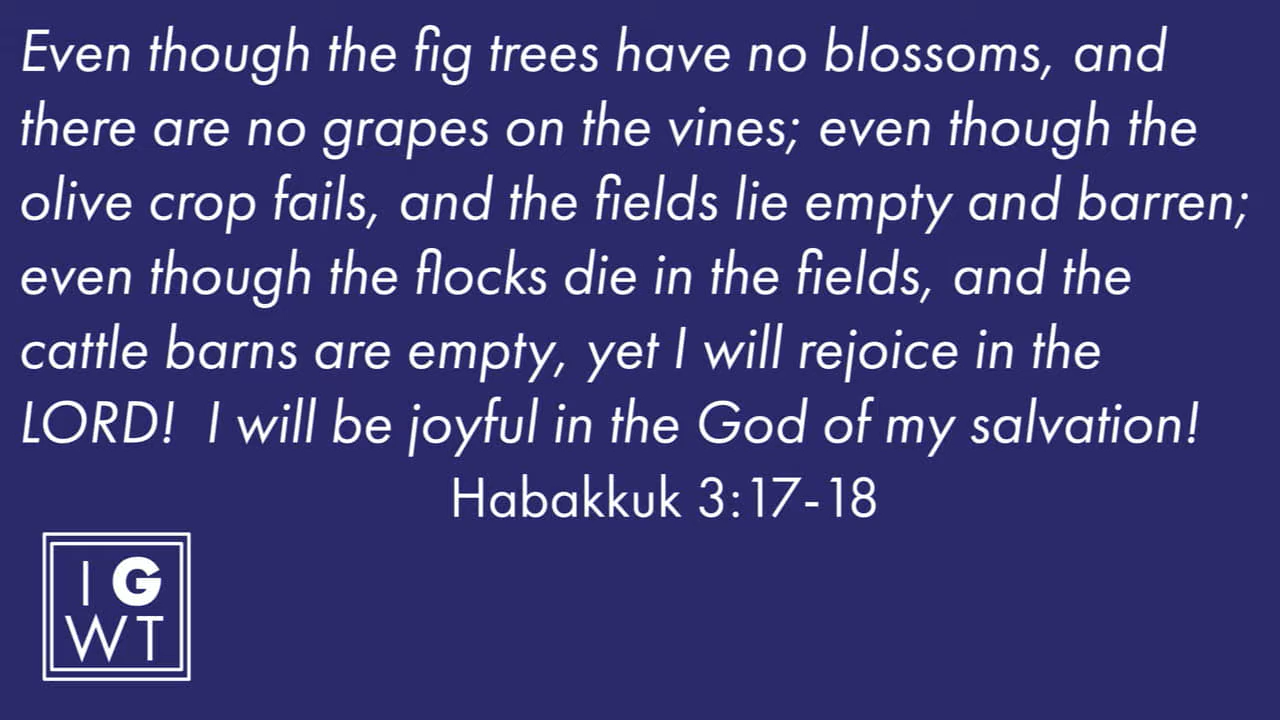 Even though the fig trees have no blossoms, and
there are no grapes on the vines; even though the
olive crop fails, and the fields lie empty and barren;
even though the flocks die in the fields, and the
cattle barns are empty, yet I will rejoice in the
LORD!  I will be joyful in the God of my salvation!
Habakkuk 3:17-18
I G
WT